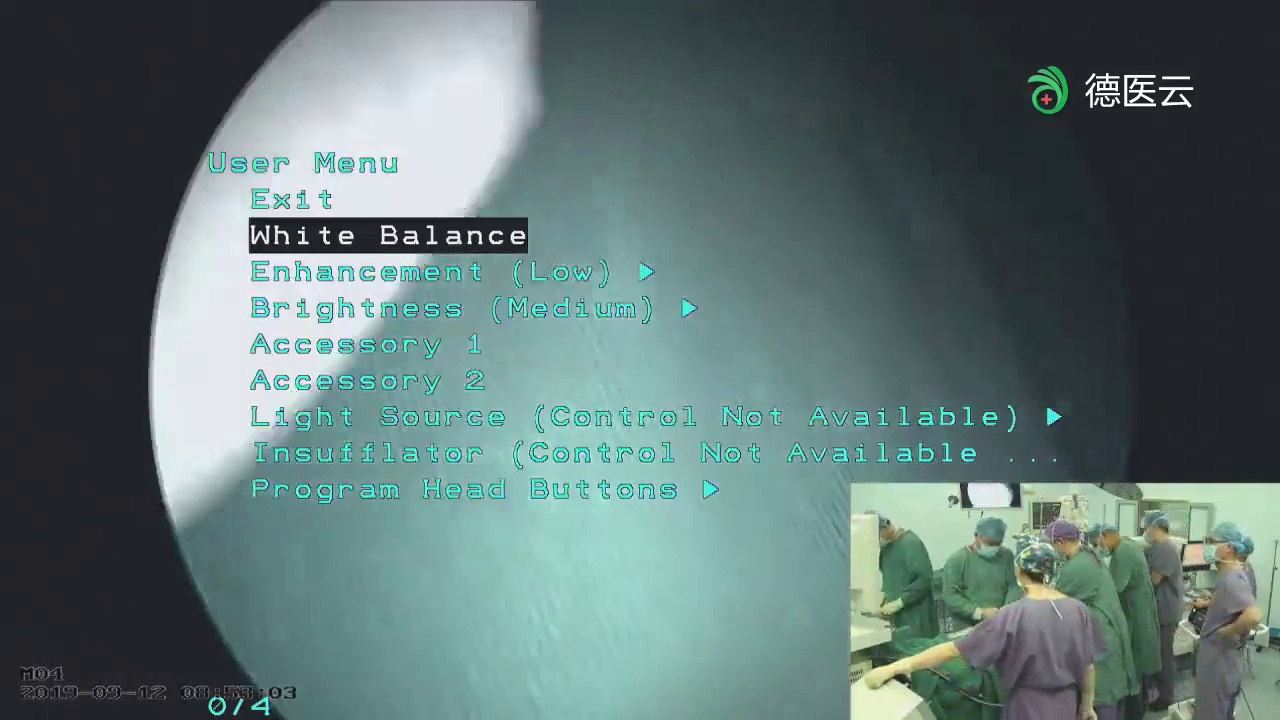 德医云
User Menu
Exit
White Balance
Enhancement (Low) ▶
Brightness (Medium) ▶
Accessory 1
Accessory 2
Light Source (Control Not Available) ▶
Insufflator (Control Not Available ...
Program Head Buttons ▶
M04
2019-09-12 08:58:03
0/4